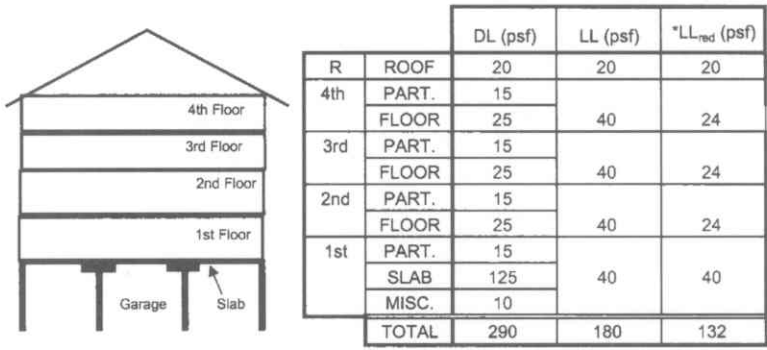 4th Floor
3rd Floor
2nd Floor
1st Floor
Garage Slab
DL (psf) LL (psf) *LLred (psf)
R ROOF 20 20 20
4th PART. 15
FLOOR 25 40 24
3rd PART. 15
FLOOR 25 40 24
2nd PART. 15
FLOOR 25 40 24
1st PART. 15
SLAB 125 40 40
MISC. 10
TOTAL 290 180 132